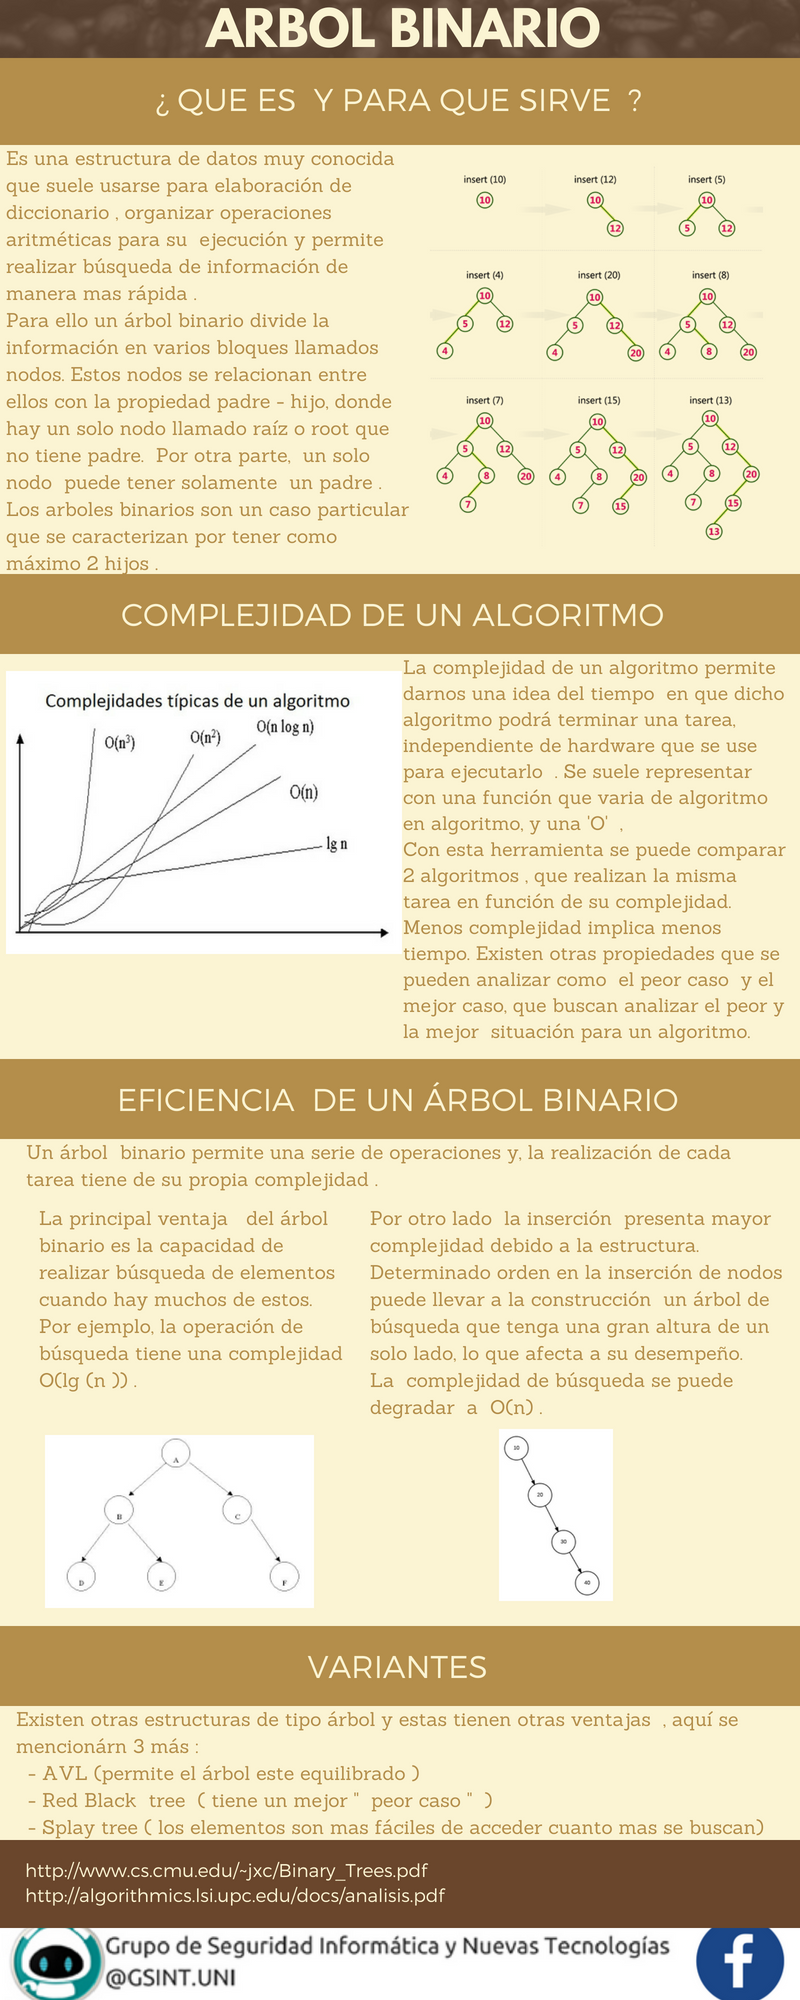 ARBOL BINARIO
¿ QUE ES Y PARA QUE SIRVE ?
Es una estructura de datos muy conocida
que suele usarse para elaboración de
diccionario , organizar operaciones
aritméticas para su ejecución y permite
realizar búsqueda de información de
manera mas rápida .
Para ello un árbol binario divide la
información en varios bloques llamados
nodos. Estos nodos se relacionan entre
ellos con la propiedad padre - hijo, donde
hay un solo nodo llamado raíz o root que
no tiene padre. Por otra parte, un solo
nodo puede tener solamente un padre .
Los arboles binarios son un caso particular
que se caracterizan por tener como
máximo 2 hijos .
insert (10)
10
insert (12)
10
12
insert (5)
10
5 12
insert (4)
10
5 12
4
insert (20)
10
5 12
4 20
insert (8)
10
5 12
4 8 20
insert (7)
10
5 12
4 8 20
7
insert (15)
10
5 12
4 8 20
7 15
insert (13)
10
5 12
4 8 20
7 15
13
COMPLEJIDAD DE UN ALGORITMO
Complejidades típicas de un algoritmo
O(n³)
O(n²)
O(n log n)
O(n)
lg n
La complejidad de un algoritmo permite
darnos una idea del tiempo en que dicho
algoritmo podrá terminar una tarea,
independiente de hardware que se use
para ejecutarlo . Se suele representar
con una función que varia de algoritmo
en algoritmo, y una 'O' ,
Con esta herramienta se puede comparar
2 algoritmos , que realizan la misma
tarea en función de su complejidad.
Menos complejidad implica menos
tiempo. Existen otras propiedades que se
pueden analizar como el peor caso y el
mejor caso, que buscan analizar el peor y
la mejor situación para un algoritmo.
EFICIENCIA DE UN ÁRBOL BINARIO
Un árbol binario permite una serie de operaciones y, la realización de cada
tarea tiene de su propia complejidad .
La principal ventaja del árbol
binario es la capacidad de
realizar búsqueda de elementos
cuando hay muchos de estos.
Por ejemplo, la operación de
búsqueda tiene una complejidad
O(lg (n )) .
Por otro lado la inserción presenta mayor
complejidad debido a la estructura.
Determinado orden en la inserción de nodos
puede llevar a la construcción un árbol de
búsqueda que tenga una gran altura de un
solo lado, lo que afecta a su desempeño.
La complejidad de búsqueda se puede
degradar a O(n) .
A
B C
D E F
10
20
30
40
VARIANTES
Existen otras estructuras de tipo árbol y estas tienen otras ventajas , aquí se
mencionárn 3 más :
- AVL (permite el árbol este equilibrado )
- Red Black tree ( tiene un mejor " peor caso " )
- Splay tree ( los elementos son mas fáciles de acceder cuanto mas se buscan)
http://www.cs.cmu.edu/~jxc/Binary_Trees.pdf
http://algorithmics.lsi.upc.edu/docs/analisis.pdf
Grupo de Seguridad Informática y Nuevas Tecnologías
@GSINT.UNI
f